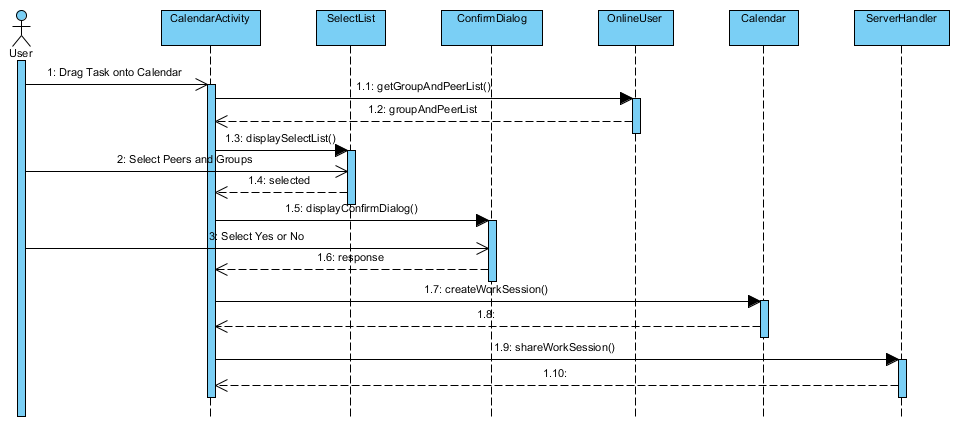 CalendarActivity
SelectList
ConfirmDialog
OnlineUser
Calendar
ServerHandler
User
1: Drag Task onto Calendar
1.1: getGroupAndPeerList()
1.2: groupAndPeerList
1.3: displaySelectList()
2: Select Peers and Groups
1.4: selected
1.5: displayConfirmDialog()
3: Select Yes or No
1.6: response
1.7: createWorkSession()
1.8:
1.9: shareWorkSession()
1.10: